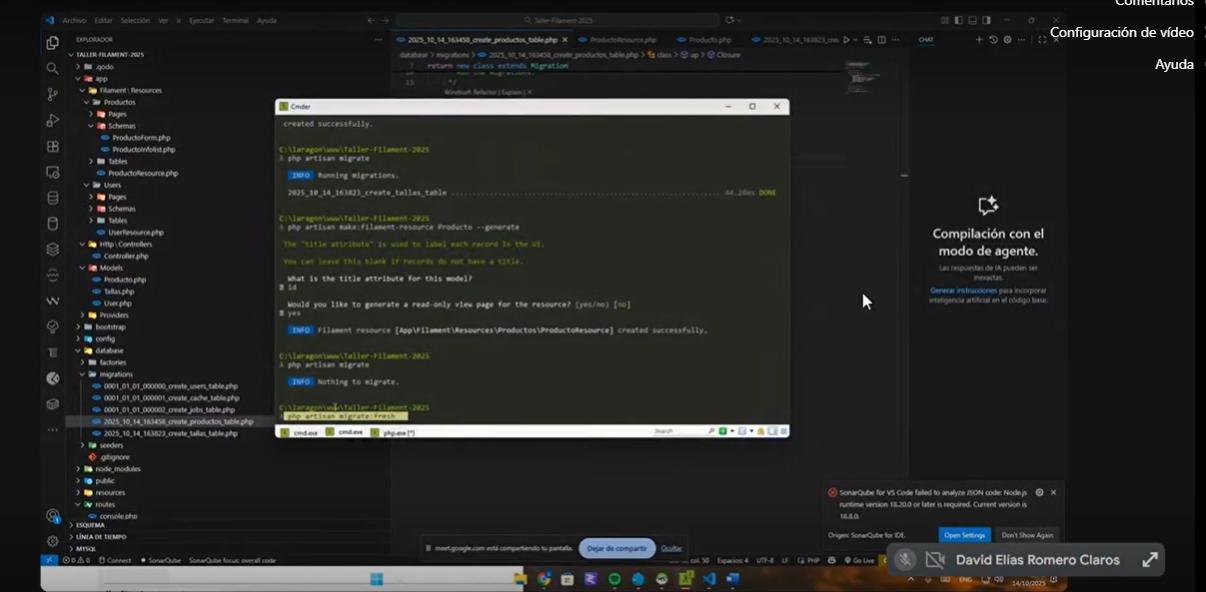 Comentarios
Configuración de vídeo
Ayuda
Archivo Editar Selección Ver Ir Ejecutar Terminal Ayuda
Taller-Filament-2025
EXPLORADOR
TALLER-FILAMENT-2025
.qodo
app
Filament\Resources
Productos
Pages
Schemas
ProductoForm.php
ProductoInfolist.php
Tables
ProductoResource.php
Users
Pages
Schemas
Tables
UserResource.php
Http\Controllers
Controller.php
Models
Producto.php
Tallas.php
User.php
Providers
bootstrap
config
database
factories
migrations
0001_01_01_000000_create_users_table.php
0001_01_01_000001_create_cache_table.php
0001_01_01_000002_create_jobs_table.php
2025_10_14_163458_create_productos_table.php
2025_10_14_163823_create_tallas_table.php
seeders
.gitignore
node_modules
public
resources
routes
console.php
ESQUEMA
LÍNEA DE TIEMPO
MYSQL
2025_10_14_163458_create_productos_table.php ProductoResource.php Producto.php 2025_10_14_163823_cre
database > migrations > 2025_10_14_163458_create_productos_table.php > class > up > Closure
7 return new class extends Migration
11 */
Windsurf: Refactor | Explain | X
Cmder
created successfully.
C:\laragon\www\Taller-Filament-2025
λ php artisan migrate
INFO Running migrations.
2025_10_14_163823_create_tallas_table 44.28ms DONE
C:\laragon\www\Taller-Filament-2025
λ php artisan make:filament-resource Producto --generate
The "title attribute" is used to label each record in the UI.
You can leave this blank if records do not have a title.
What is the title attribute for this model?
id
Would you like to generate a read-only view page for the resource? (yes/no) [no]
yes
INFO Filament resource [App\Filament\Resources\Productos\ProductoResource] created successfully.
C:\laragon\www\Taller-Filament-2025
λ php artisan migrate
INFO Nothing to migrate.
C:\laragon\www\Taller-Filament-2025
php artisan migrate:fresh
cmd.exe cmd.exe php.exe [*]
Search
CHAT
Compilación con el
modo de agente.
Las respuestas de IA pueden ser
inexactas.
Generar instrucciones para incorporar
inteligencia artificial en el código base.
SonarQube for VS Code failed to analyze JSON code: Node.js
runtime version 18.20.0 or later is required. Current version is
18.8.0.
Origen: SonarQube for IDE
Open Settings Don't Show Again
meet.google.com está compartiendo tu pantalla. Dejar de compartir Ocultar
0 0 Connect SonarQube SonarQube focus: overall code
col. 50 Espacios: 4 UTF-8 LF PHP Go Live
David Elías Romero Claros
ENG
14/10/2025